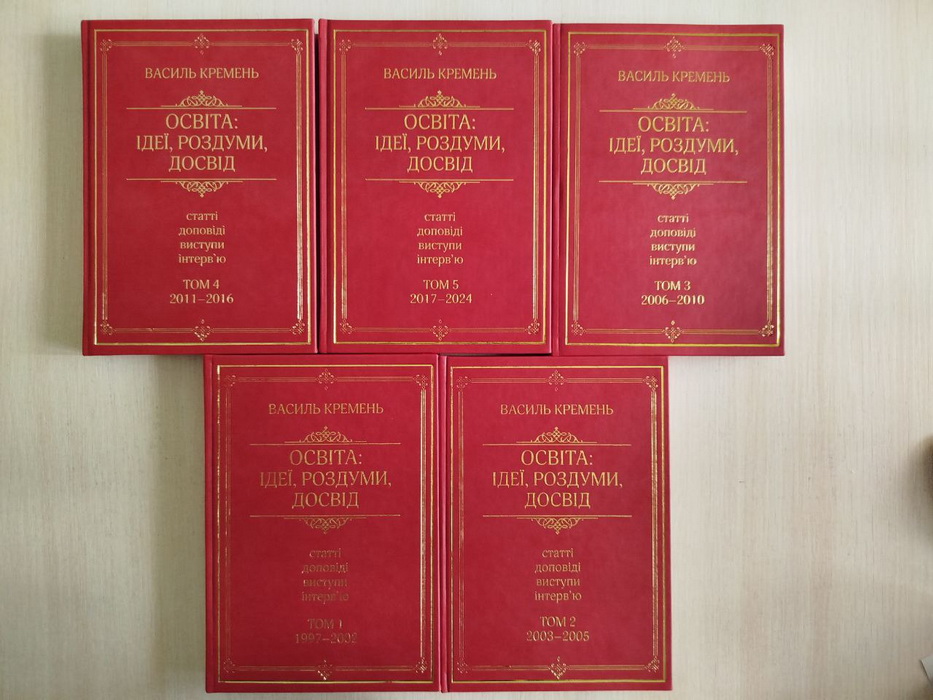 ВАСИЛЬ КРЕМЕНЬ
ОСВІТА:
ІДЕЇ, РОЗДУМИ,
ДОСВІД
статті
доповіді
виступи
інтерв'ю
ТОМ 4
2011–2016
ВАСИЛЬ КРЕМЕНЬ
ОСВІТА:
ІДЕЇ, РОЗДУМИ,
ДОСВІД
статті
доповіді
виступи
інтерв'ю
ТОМ 5
2017–2024
ВАСИЛЬ КРЕМЕНЬ
ОСВІТА:
ІДЕЇ, РОЗДУМИ,
ДОСВІД
статті
доповіді
виступи
інтерв'ю
ТОМ 3
2006–2010
ВАСИЛЬ КРЕМЕНЬ
ОСВІТА:
ІДЕЇ, РОЗДУМИ,
ДОСВІД
статті
доповіді
виступи
інтерв'ю
ТОМ 1
1997–2002
ВАСИЛЬ КРЕМЕНЬ
ОСВІТА:
ІДЕЇ, РОЗДУМИ,
ДОСВІД
статті
доповіді
виступи
інтерв'ю
ТОМ 2
2003–2005